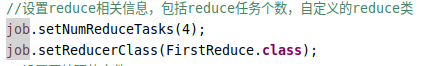 //设置reduce相关信息，包括reduce任务个数，自定义的reduce类
job.setNumReduceTasks(4);
job.setReducerClass(FirstReduce.class);